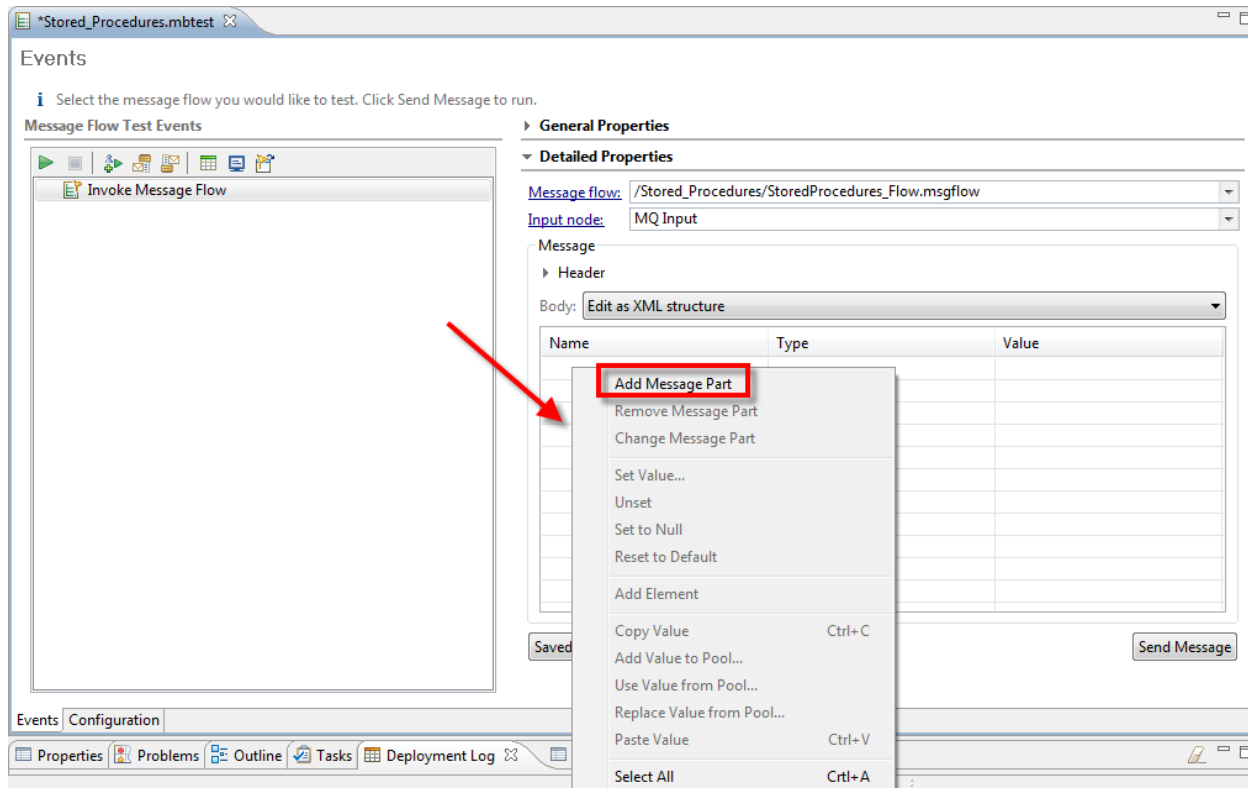 *Stored_Procedures.mbtest
Events
Select the message flow you would like to test. Click Send Message to run.
Message Flow Test Events
Invoke Message Flow
General Properties
Detailed Properties
Message flow: /Stored_Procedures/StoredProcedures_Flow.msgflow
Input node: MQ Input
Message
Header
Body: Edit as XML structure
Name Type Value
Add Message Part
Remove Message Part
Change Message Part
Set Value...
Unset
Set to Null
Reset to Default
Add Element
Copy Value Ctrl+C
Add Value to Pool...
Use Value from Pool...
Replace Value from Pool...
Paste Value Ctrl+V
Select All Crtl+A
Saved
Send Message
Events Configuration
Properties Problems Outline Tasks Deployment Log